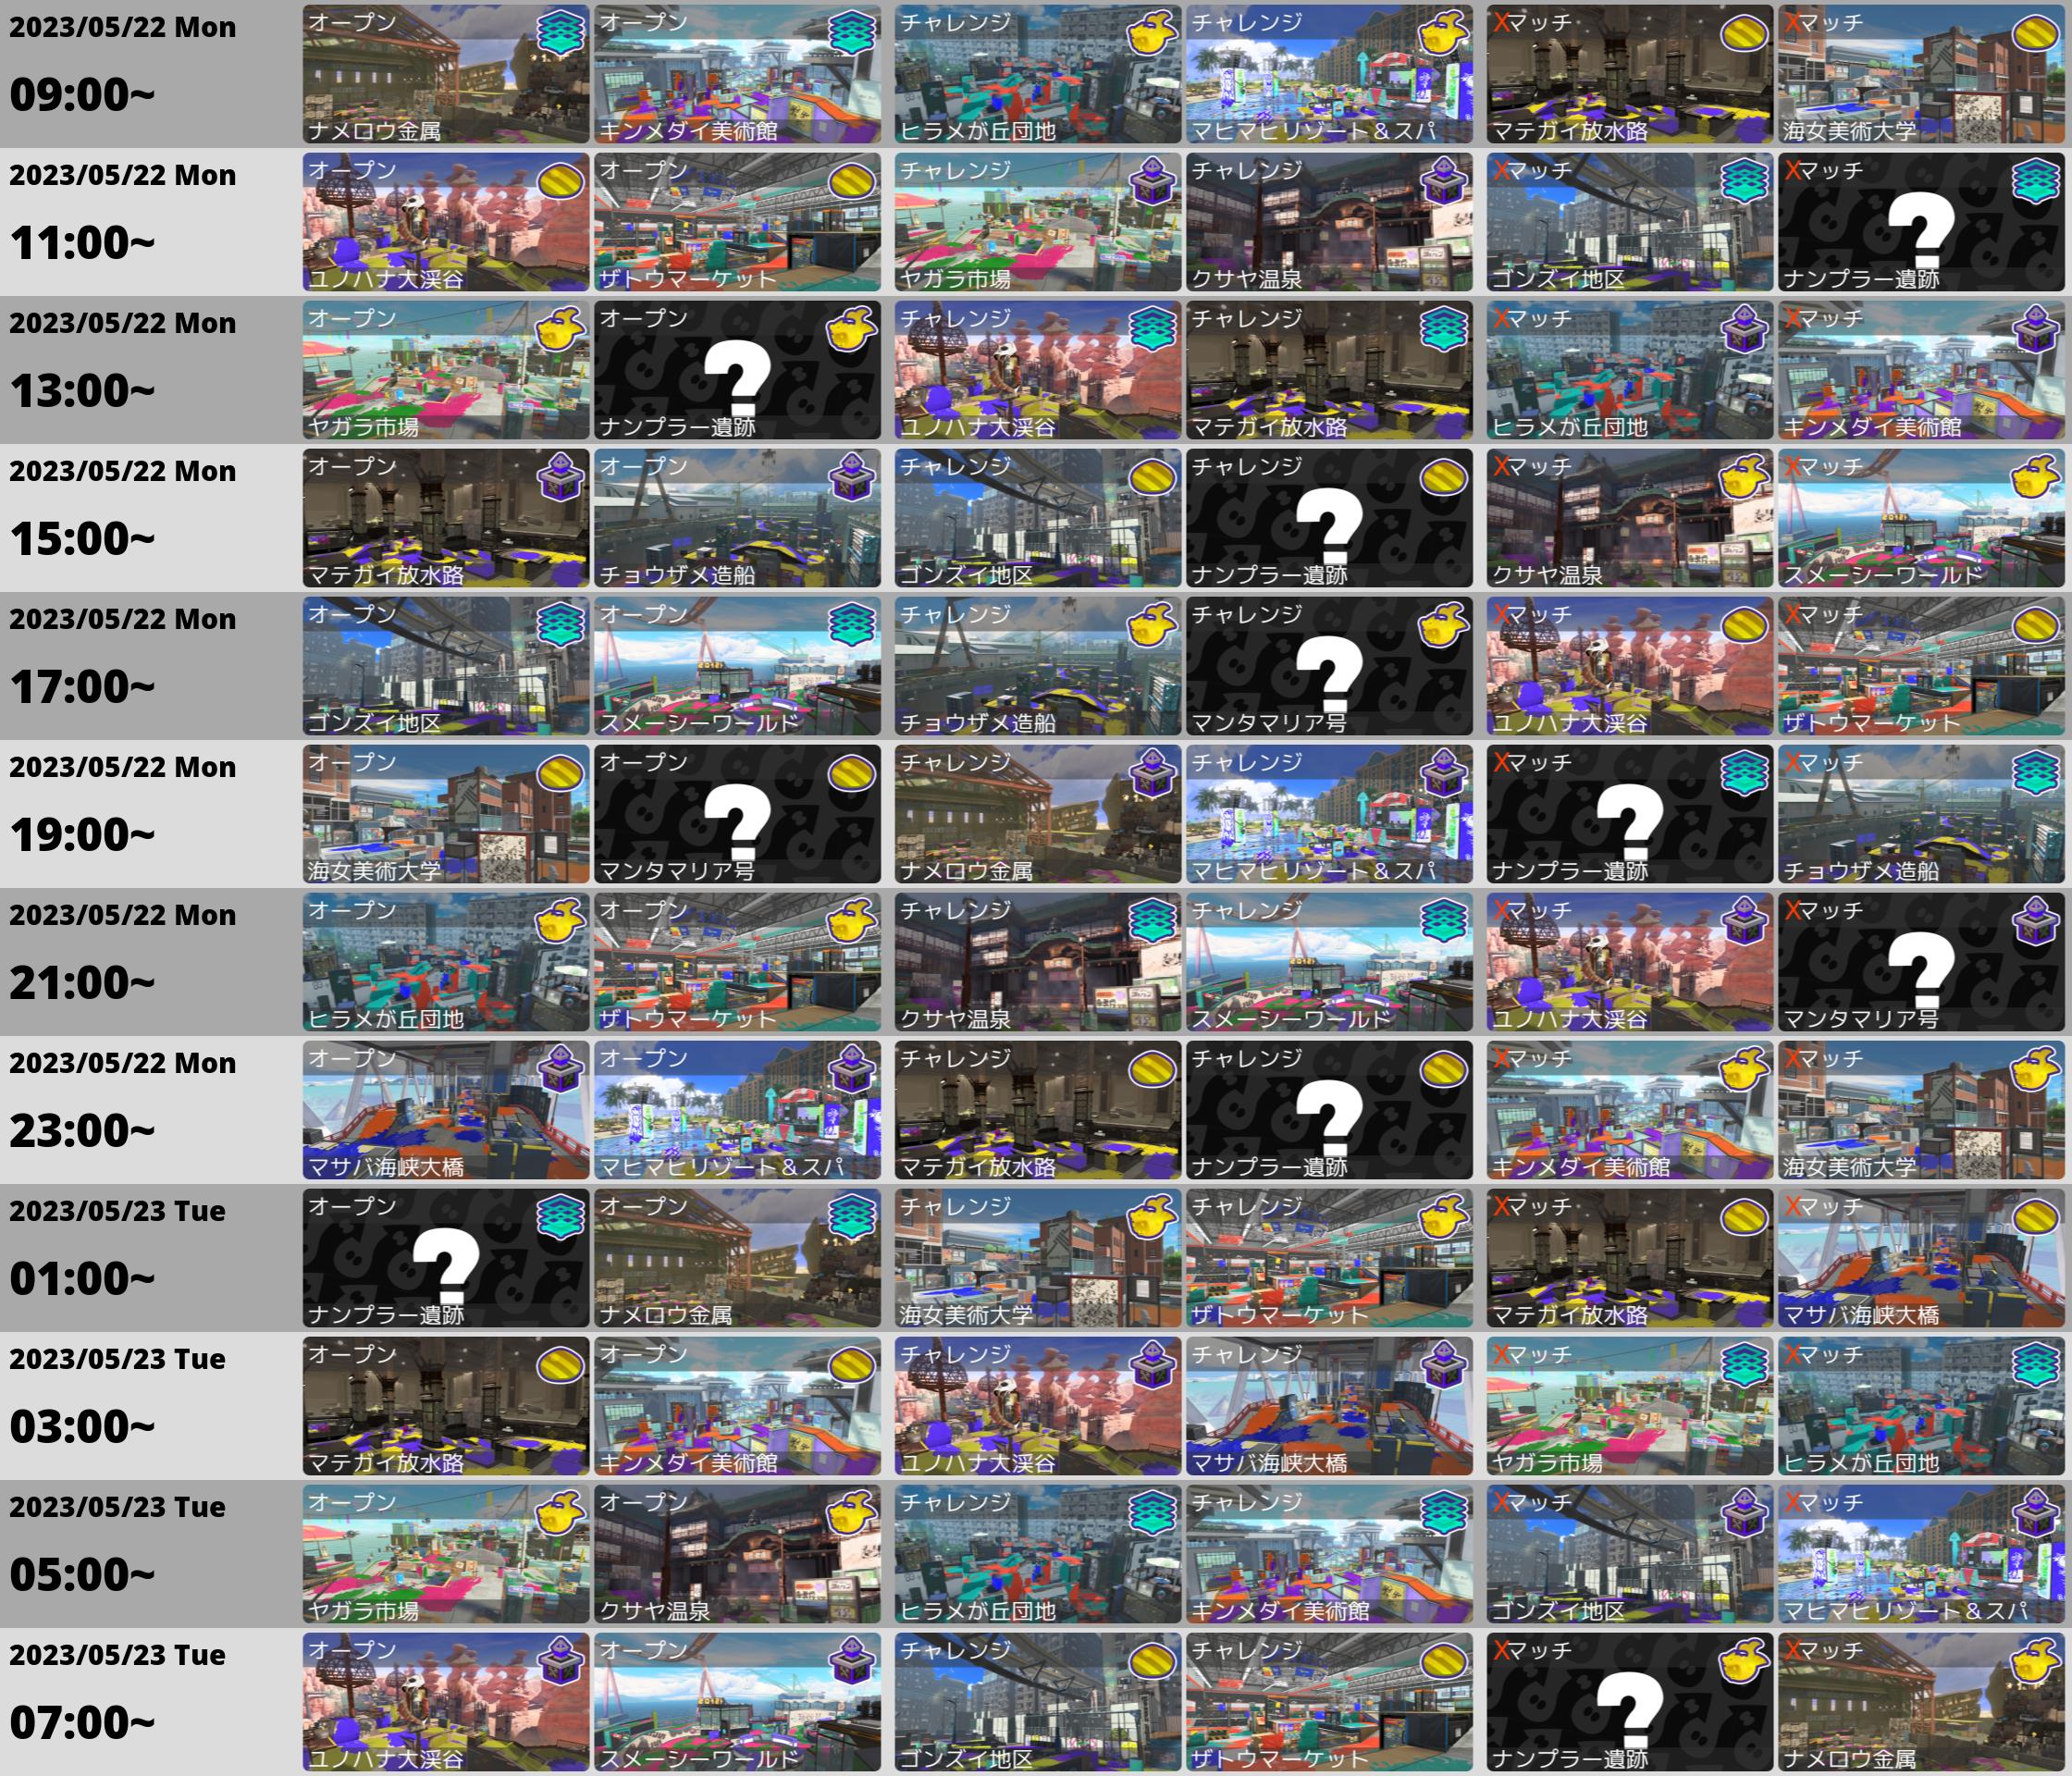 2023/05/22 Mon
09:00~
オープン オープン チャレンジ チャレンジ Xマッチ Xマッチ
ナメロウ金属 キンメダイ美術館 ヒラメが丘団地 マヒマヒリゾート＆スパ マテガイ放水路 海女美術大学
2023/05/22 Mon
11:00~
オープン オープン チャレンジ チャレンジ Xマッチ Xマッチ
ユノハナ大渓谷 ザトウマーケット ヤガラ市場 クサヤ温泉 ゴンズイ地区 ナンプラー遺跡
2023/05/22 Mon
13:00~
オープン オープン チャレンジ チャレンジ Xマッチ Xマッチ
ヤガラ市場 ナンプラー遺跡 ユノハナ大渓谷 マテガイ放水路 ヒラメが丘団地 キンメダイ美術館
2023/05/22 Mon
15:00~
オープン オープン チャレンジ チャレンジ Xマッチ Xマッチ
マテガイ放水路 チョウザメ造船 ゴンズイ地区 ナンプラー遺跡 クサヤ温泉 スメーシーワールド
2023/05/22 Mon
17:00~
オープン オープン チャレンジ チャレンジ Xマッチ Xマッチ
ゴンズイ地区 スメーシーワールド チョウザメ造船 マンタマリア号 ユノハナ大渓谷 ザトウマーケット
2023/05/22 Mon
19:00~
オープン オープン チャレンジ チャレンジ Xマッチ Xマッチ
海女美術大学 マンタマリア号 ナメロウ金属 マヒマヒリゾート＆スパ ナンプラー遺跡 チョウザメ造船
2023/05/22 Mon
21:00~
オープン オープン チャレンジ チャレンジ Xマッチ Xマッチ
ヒラメが丘団地 ザトウマーケット クサヤ温泉 スメーシーワールド ユノハナ大渓谷 マンタマリア号
2023/05/22 Mon
23:00~
オープン オープン チャレンジ チャレンジ Xマッチ Xマッチ
マサバ海峡大橋 マヒマヒリゾート＆スパ マテガイ放水路 ナンプラー遺跡 キンメダイ美術館 海女美術大学
2023/05/23 Tue
01:00~
オープン オープン チャレンジ チャレンジ Xマッチ Xマッチ
ナンプラー遺跡 ナメロウ金属 海女美術大学 ザトウマーケット マテガイ放水路 マサバ海峡大橋
2023/05/23 Tue
03:00~
オープン オープン チャレンジ チャレンジ Xマッチ Xマッチ
マテガイ放水路 キンメダイ美術館 ユノハナ大渓谷 マサバ海峡大橋 ヤガラ市場 ヒラメが丘団地
2023/05/23 Tue
05:00~
オープン オープン チャレンジ チャレンジ Xマッチ Xマッチ
ヤガラ市場 クサヤ温泉 ヒラメが丘団地 キンメダイ美術館 ゴンズイ地区 マヒマヒリゾート＆スパ
2023/05/23 Tue
07:00~
オープン オープン チャレンジ チャレンジ Xマッチ Xマッチ
ユノハナ大渓谷 スメーシーワールド ゴンズイ地区 ザトウマーケット ナンプラー遺跡 ナメロウ金属